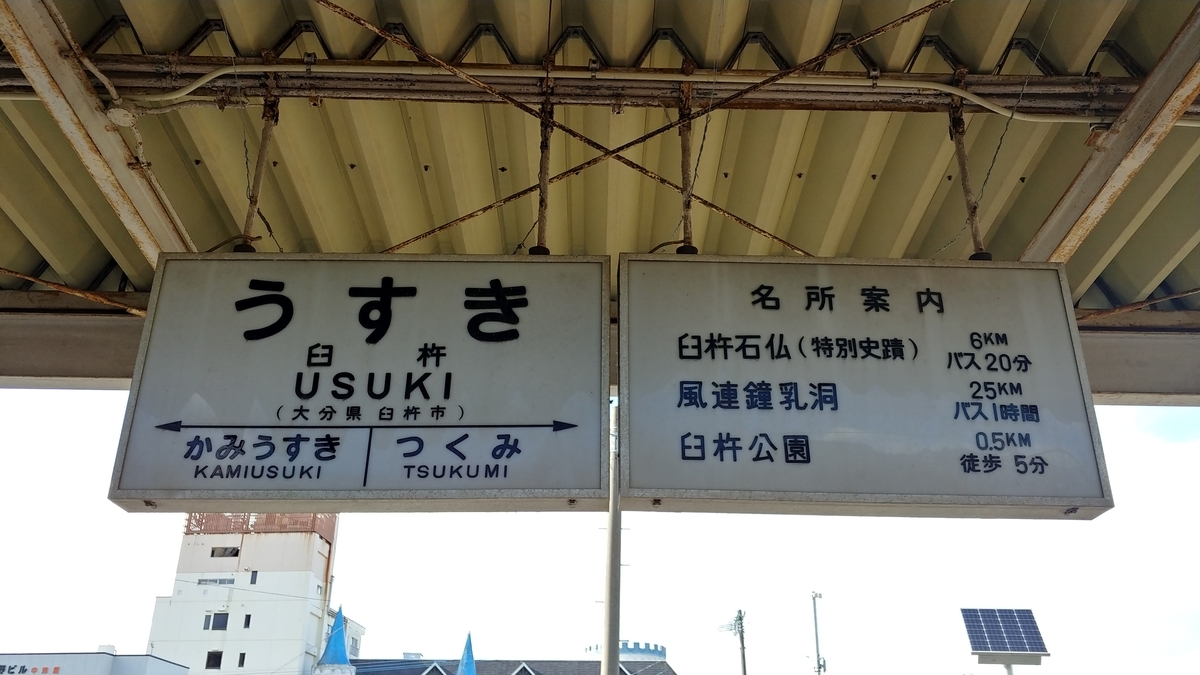 うすき
臼杵
USUKI
(大分県 臼杵市)
かみうすき つくみ
KAMIUSUKI TSUKUMI
名所案内
臼杵石仏(特別史蹟) 6KM
バス20分
風連鐘乳洞 25KM
バス1時間
臼杵公園 0.5KM
徒歩 5分
野ビル